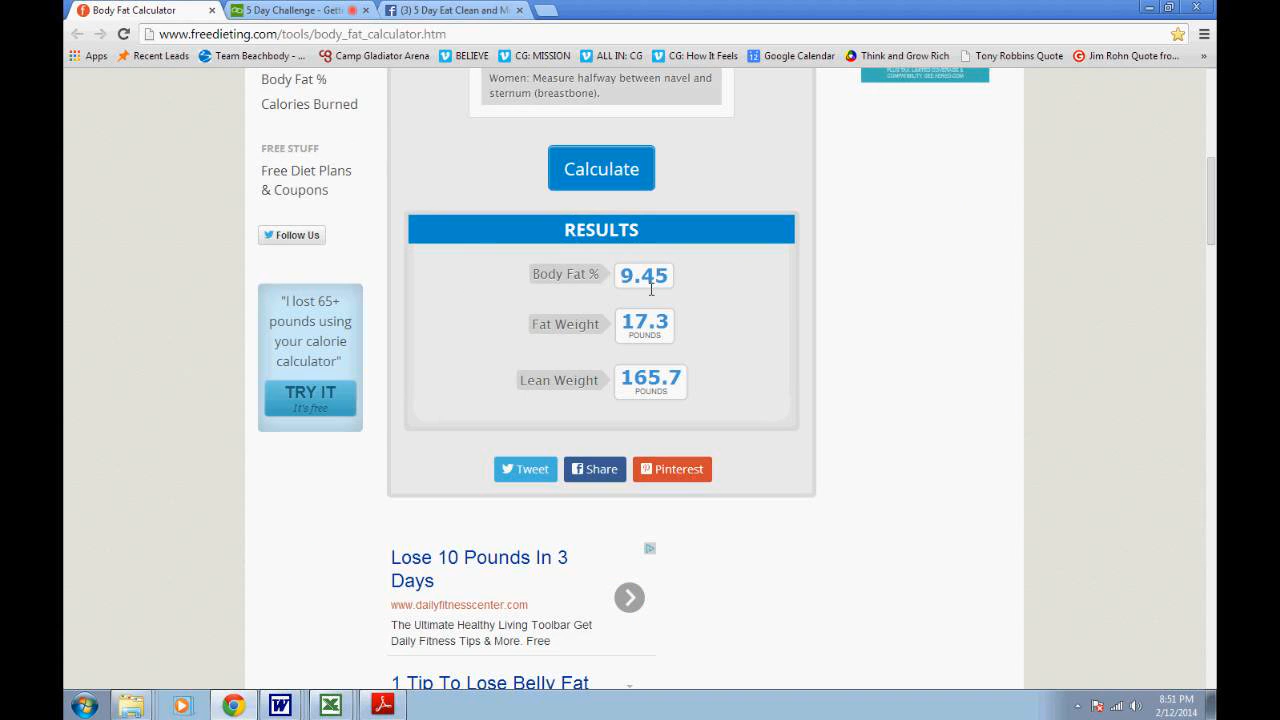 Body Fat Calculator
5 Day Challenge - Gett
(3) 5 Day Eat Clean and M
www.freedieting.com/tools/body_fat_calculator.htm
Apps
Recent Leads
Team Beachbody - ...
Camp Gladiator Arena
BELIEVE
CG: MISSION
ALL IN: CG
CG: How It Feels
Google Calendar
Think and Grow Rich
Tony Robbins Quote
Jim Rohn Quote fro...
Body Fat %
Calories Burned
FREE STUFF
Free Diet Plans
& Coupons
Follow Us
"I lost 65+
pounds using
your calorie
calculator"
TRY IT
It's free
Women: Measure halfway between navel and
sternum (breastbone).
Calculate
RESULTS
Body Fat % 9.45
Fat Weight 17.3
POUNDS
Lean Weight 165.7
POUNDS
Tweet
Share
Pinterest
Lose 10 Pounds In 3
Days
www.dailyfitnesscenter.com
The Ultimate Healthy Living Toolbar Get
Daily Fitness Tips & More. Free
1 Tip To Lose Belly Fat
8:51 PM
2/12/2014